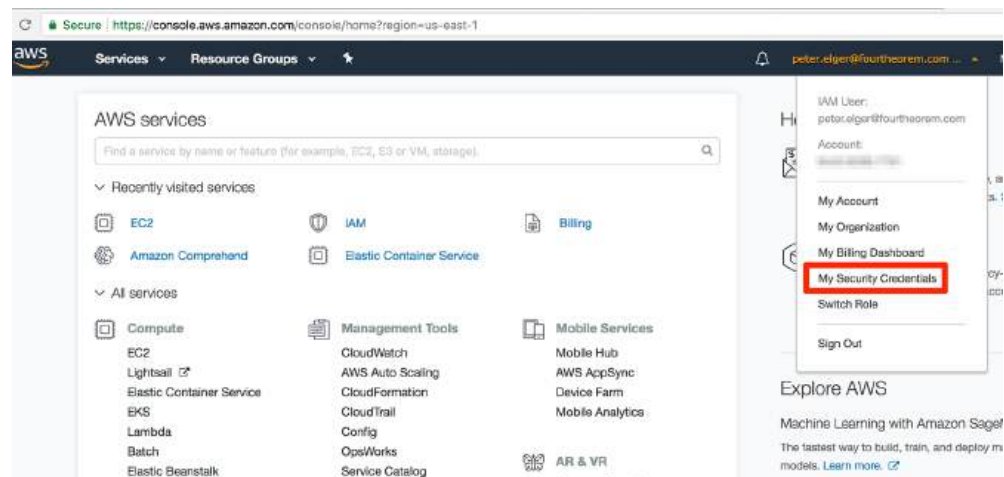 Secure https://console.aws.amazon.com/console/home?region=us-east-1
aws Services Resource Groups peter.elger@fourtheorem.com ...
IAM User:
peter.elger@fourtheorem.com
Account:
My Account
My Organization
My Billing Dashboard
My Security Credentials
Switch Role
Sign Out
AWS services
Find a service by name or feature (for example, EC2, S3 or VM, storage).
Recently visited services
EC2 IAM Billing
Amazon Comprehend Elastic Container Service
All services
Compute
EC2
Lightsail
Elastic Container Service
EKS
Lambda
Batch
Elastic Beanstalk
Management Tools
CloudWatch
AWS Auto Scaling
CloudFormation
CloudTrail
Config
OpsWorks
Service Catalog
Mobile Services
Mobile Hub
AWS AppSync
Device Farm
Mobile Analytics
AR & VR
Explore AWS
Machine Learning with Amazon
The fastest way to build, train, and deploy
models. Learn more.